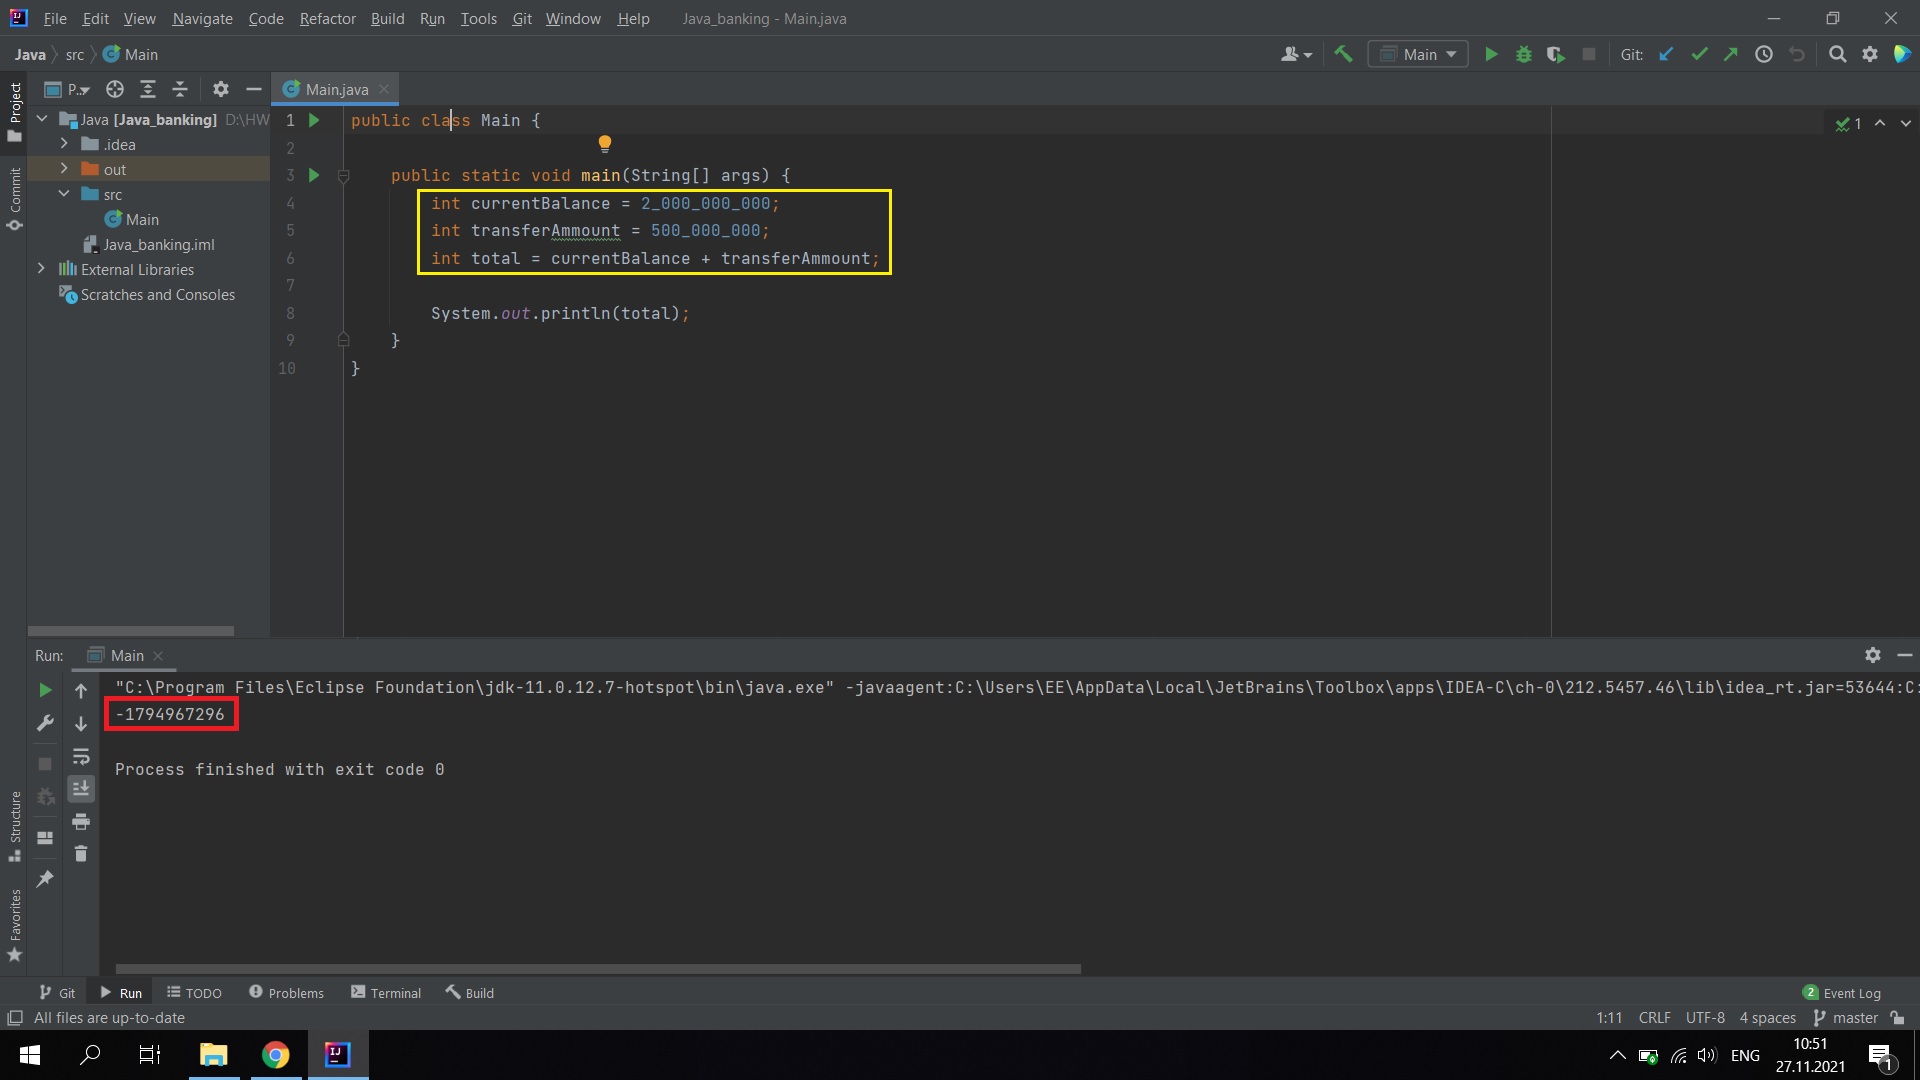 File Edit View Navigate Code Refactor Build Run Tools Git Window Help Java_banking - Main.java
Java src Main
Main Git:
P..
Main.java
Project
Commit
Structure
Favorites
Java [Java_banking] D:\HW
.idea
out
src
Main
Java_banking.iml
External Libraries
Scratches and Consoles
1 public class Main {
2
3 public static void main(String[] args) {
4 int currentBalance = 2_000_000_000;
5 int transferAmmount = 500_000_000;
6 int total = currentBalance + transferAmmount;
7
8 System.out.println(total);
9 }
10 }
1
Run: Main
"C:\Program Files\Eclipse Foundation\jdk-11.0.12.7-hotspot\bin\java.exe" -javaagent:C:\Users\EE\AppData\Local\JetBrains\Toolbox\apps\IDEA-C\ch-0\212.5457.46\lib\idea_rt.jar=53644:C:
-1794967296
Process finished with exit code 0
Git Run TODO Problems Terminal Build 2 Event Log
All files are up-to-date 1:11 CRLF UTF-8 4 spaces master
IJ ENG 10:51
27.11.2021
1